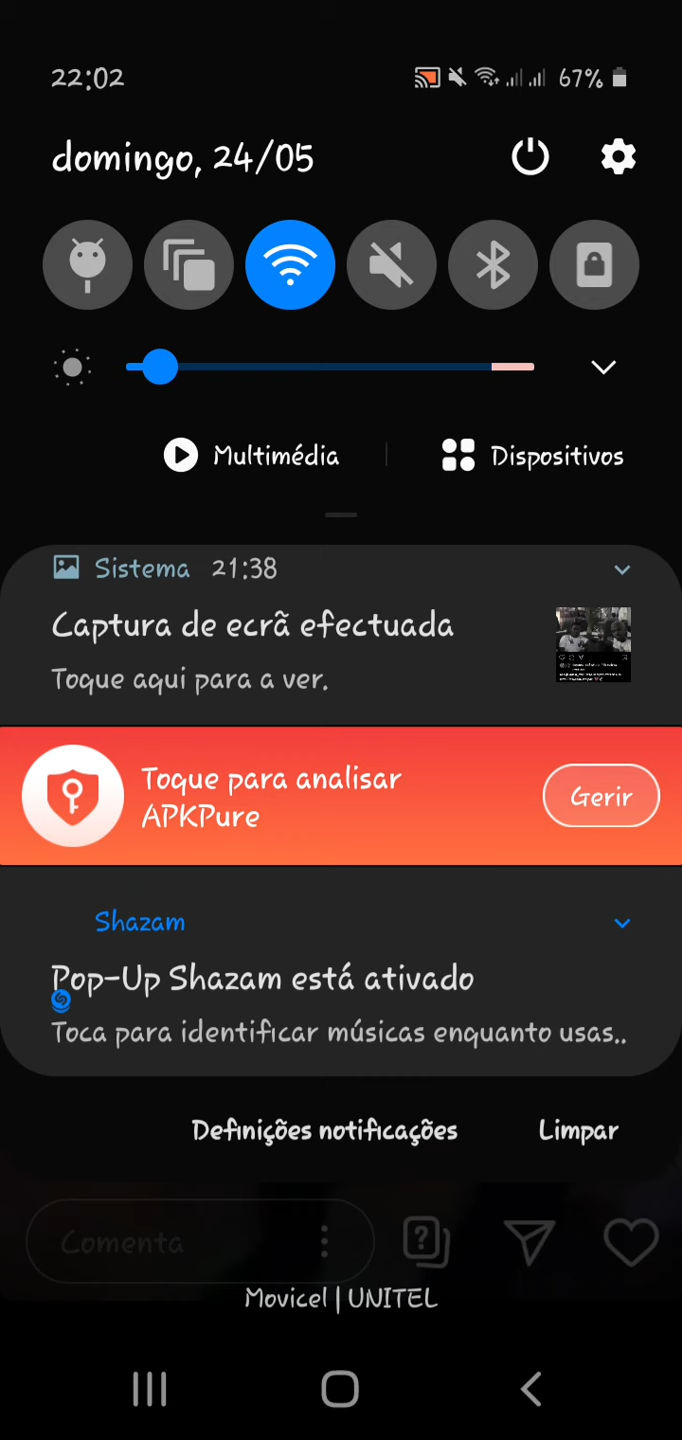 22:02
67%
domingo, 24/05
Multimédia
Dispositivos
Sistema 21:38
Captura de ecrã efectuada
Toque aqui para a ver.
Toque para analisar
APKPure
Gerir
Shazam
Pop-Up Shazam está ativado
Toca para identificar músicas enquanto usas..
Definições notificações
Limpar
Comenta
Movicel | UNITEL